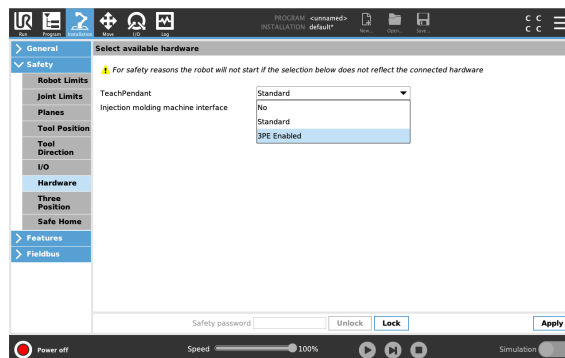 UR
PROGRAM <unnamed>
INSTALLATION default*
Run Program Installation Move I/O Log New... Open... Save...
C C
C C
General
Safety
Robot Limits
Joint Limits
Planes
Tool Position
Tool
Direction
I/O
Hardware
Three
Position
Safe Home
Features
Fieldbus
Select available hardware
For safety reasons the robot will not start if the selection below does not reflect the connected hardware
TeachPendant Standard
Injection molding machine interface No
Standard
3PE Enabled
Safety password Unlock Lock Apply
Power off Speed 100% Simulation